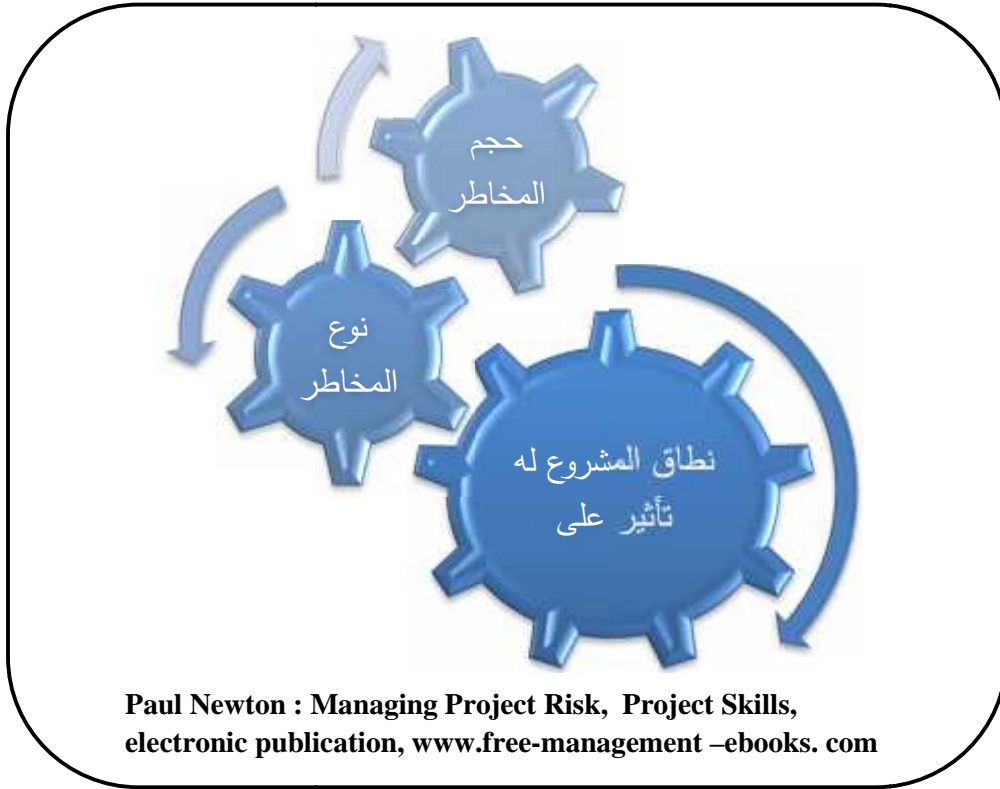 حجم
المخاطر
نوع
المخاطر
نطاق المشروع له
تأثير على
Paul Newton : Managing Project Risk, Project Skills,
electronic publication, www.free-management –ebooks. com